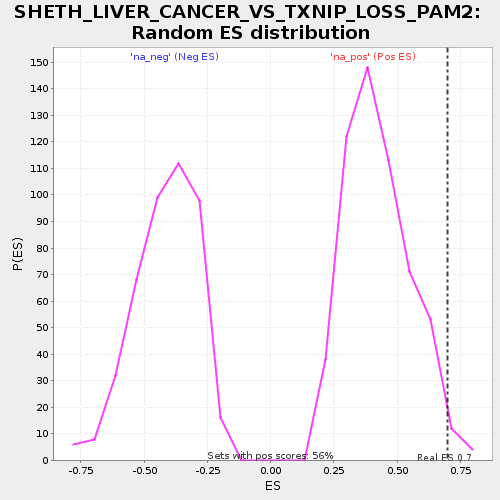 SHETH_LIVER_CANCER_VS_TXNIP_LOSS_PAM2:
Random ES distribution
'na_neg' (Neg ES)
'na_pos' (Pos ES)
150
140
130
120
110
100
90
80
70
60
50
40
30
20
10
0
P(ES)
Sets with pos scores: 56%
Real ES 0.7
-0.75
-0.50
-0.25
0.00
0.25
0.50
0.75
ES